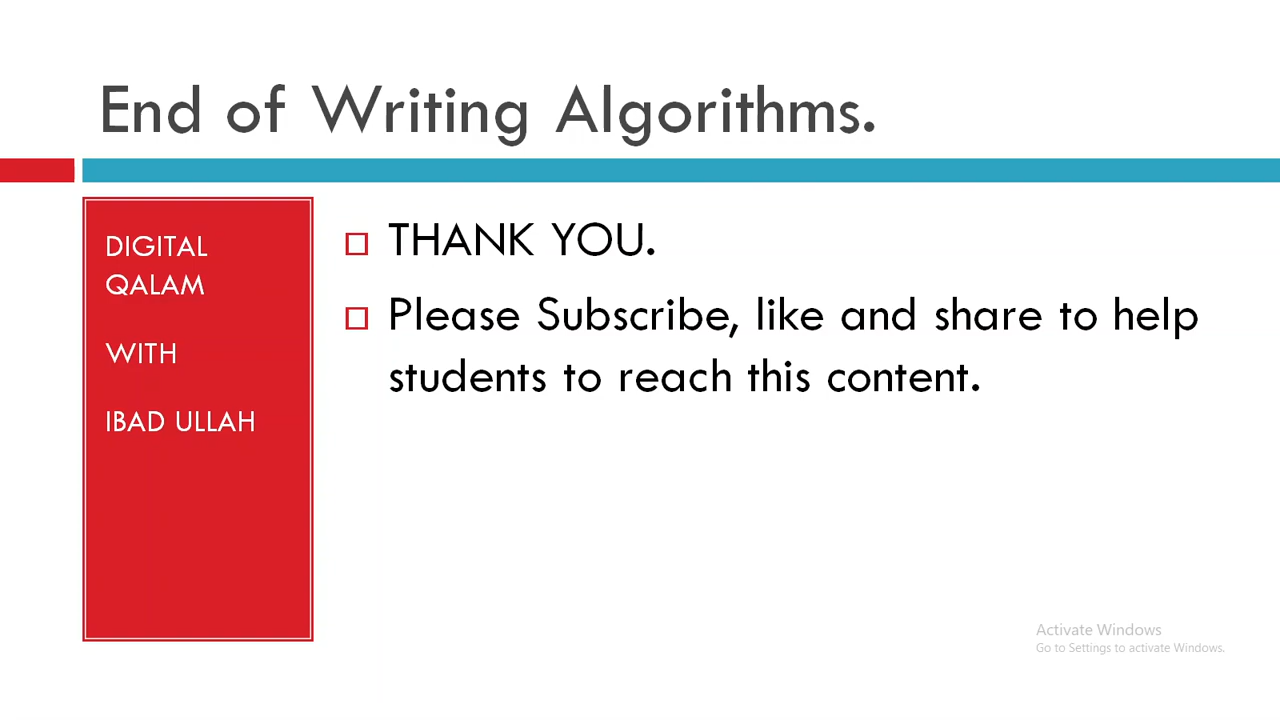 End of Writing Algorithms.
DIGITAL
QALAM
WITH
IBAD ULLAH
THANK YOU.
Please Subscribe, like and share to help
students to reach this content.
Activate Windows
Go to Settings to activate Windows.